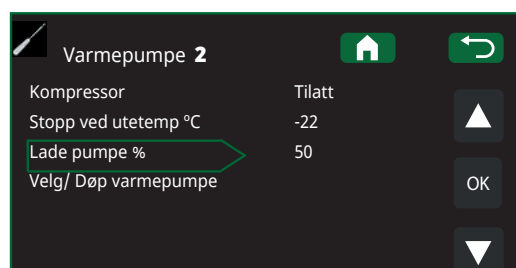 Varmepumpe 2
Kompressor Tilatt
Stopp ved utetemp °C -22
Lade pumpe % 50
Velg/ Døp varmepumpe
OK